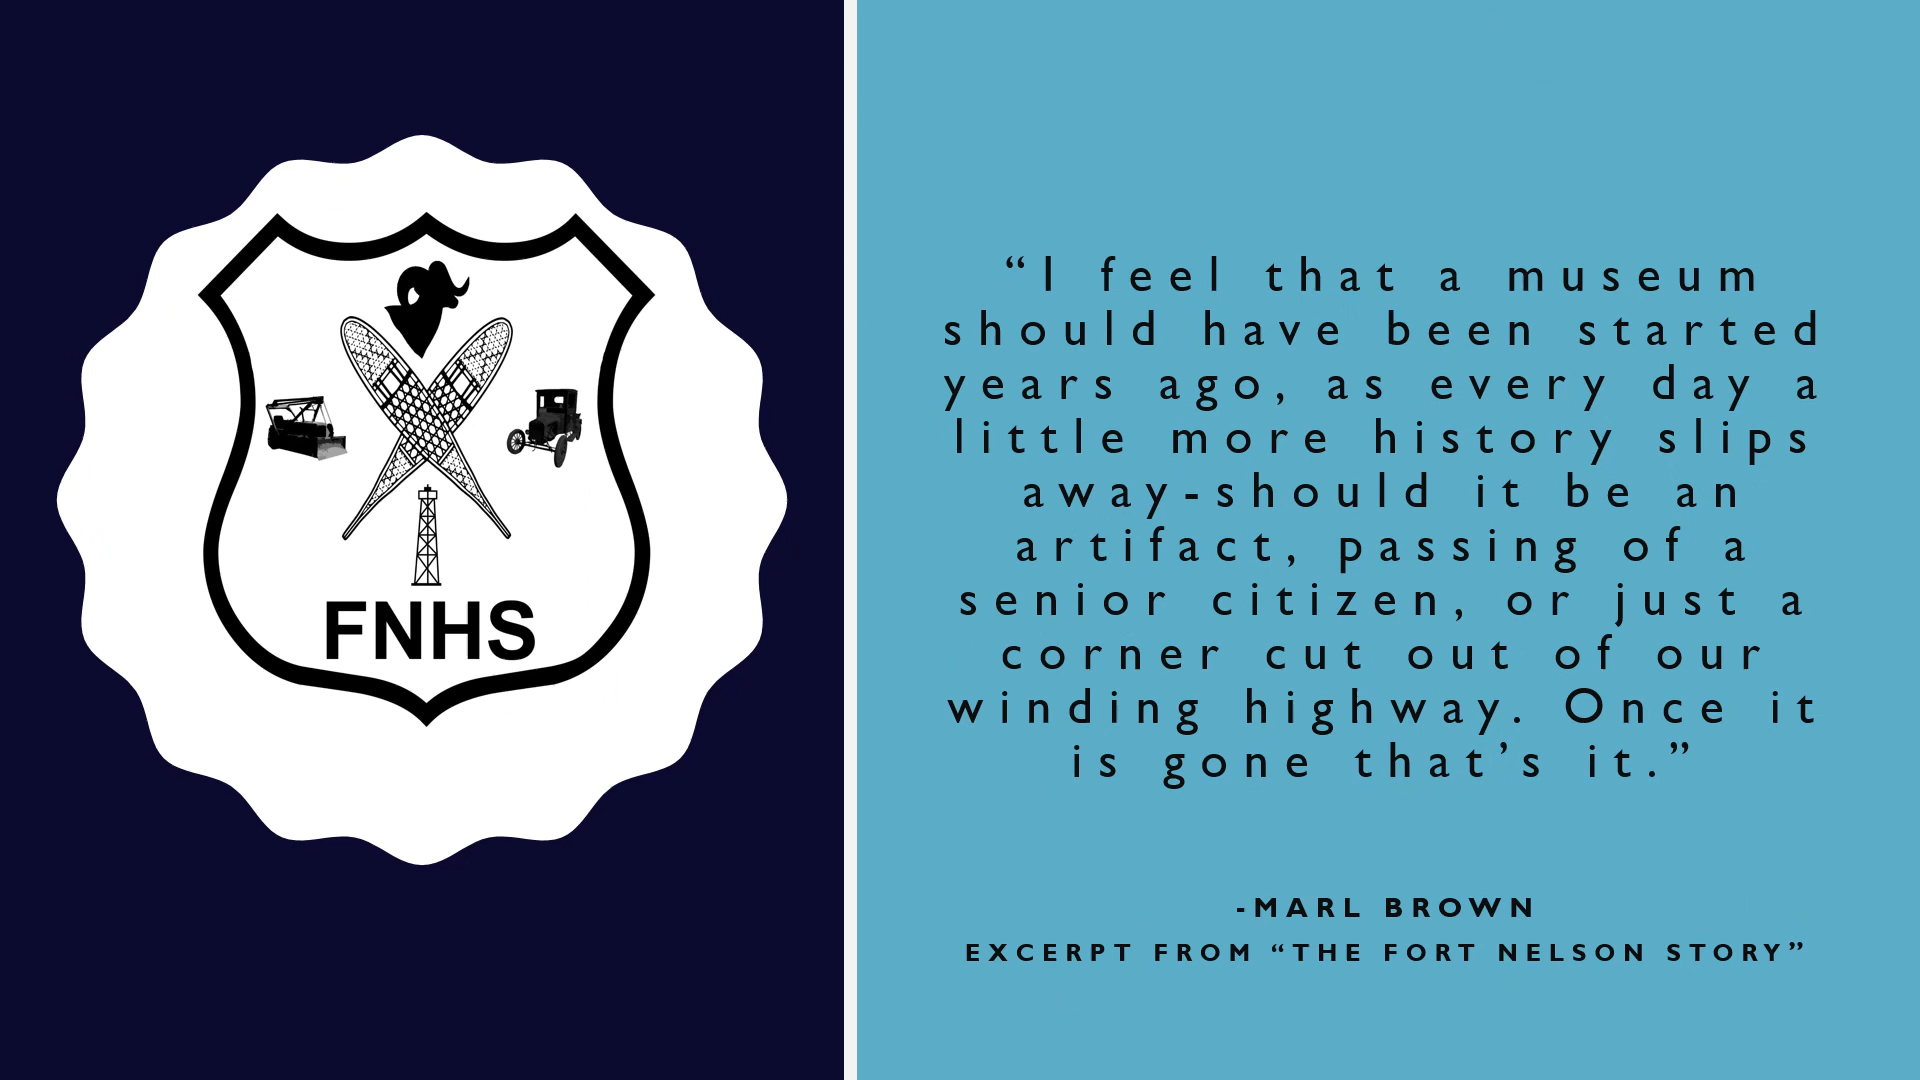 FNHS
“I feel that a museum
should have been started
years ago, as every day a
little more history slips
away-should it be an
artifact, passing of a
senior citizen, or just a
corner cut out of our
winding highway. Once it
is gone that’s it.”
-MARL BROWN
EXCERPT FROM “THE FORT NELSON STORY”